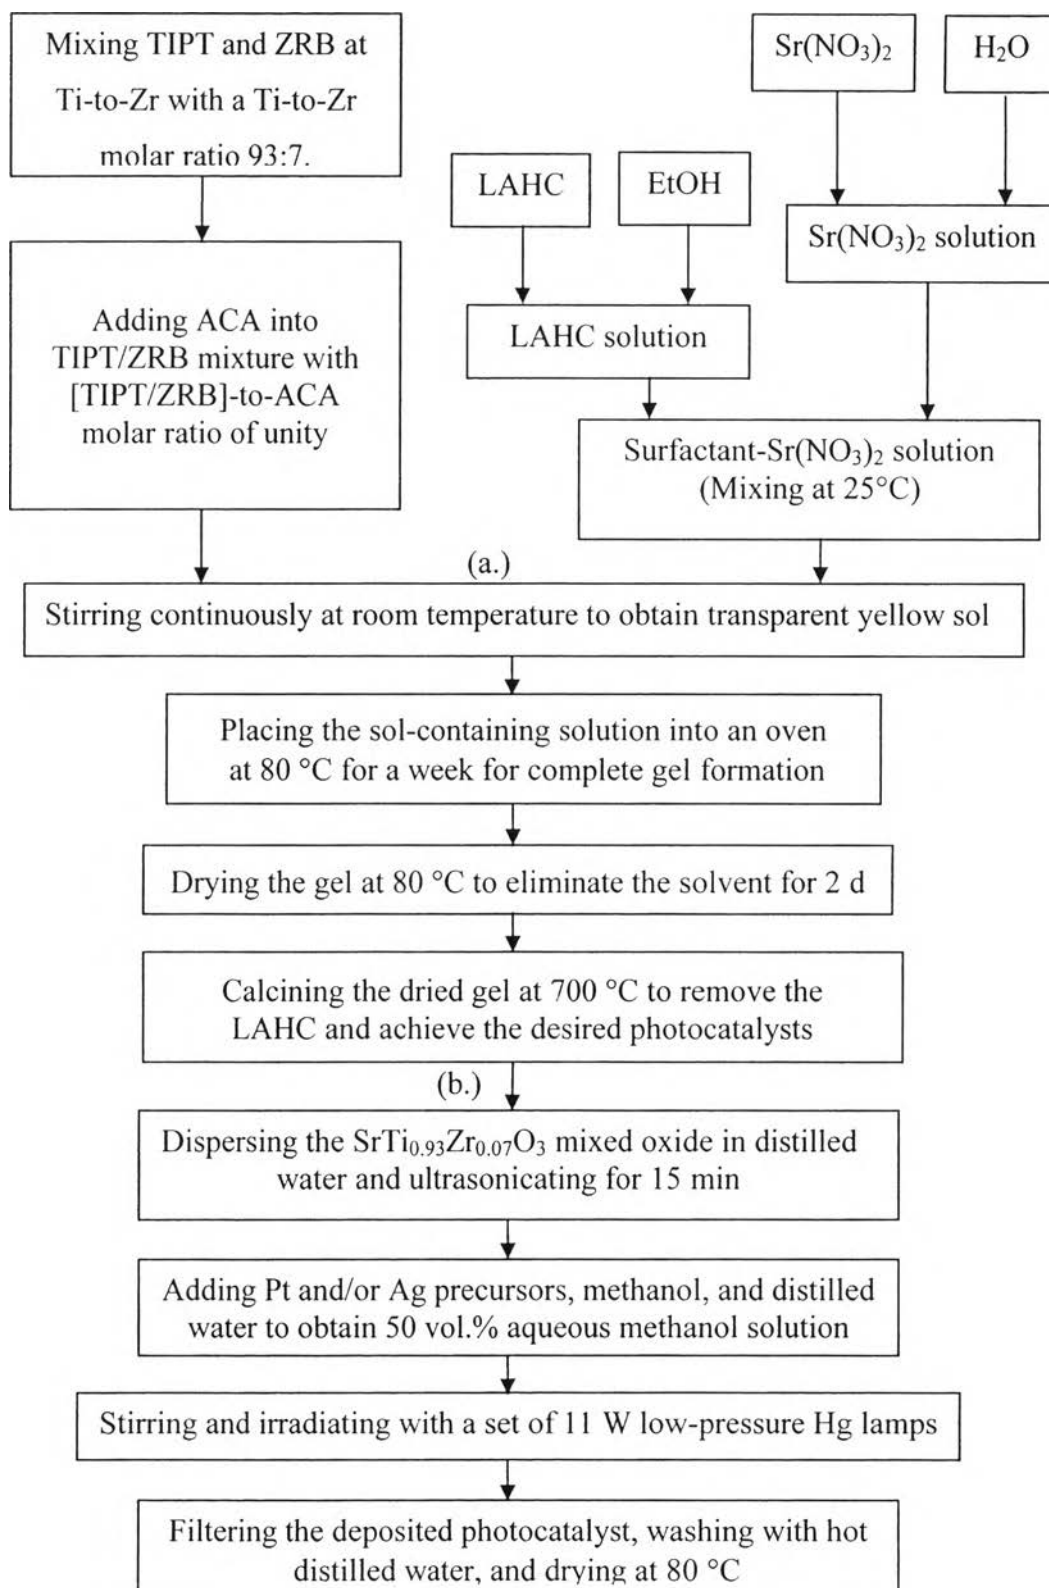 Mixing TIPT and ZRB at
Ti-to-Zr with a Ti-to-Zr
molar ratio 93:7.
Sr(NO₃)₂
H₂O
LAHC
EtOH
Sr(NO₃)₂ solution
Adding ACA into
TIPT/ZRB mixture with
[TIPT/ZRB]-to-ACA
molar ratio of unity
LAHC solution
Surfactant-Sr(NO₃)₂ solution
(Mixing at 25°C)
(a.)
Stirring continuously at room temperature to obtain transparent yellow sol
Placing the sol-containing solution into an oven
at 80 °C for a week for complete gel formation
Drying the gel at 80 °C to eliminate the solvent for 2 d
Calcining the dried gel at 700 °C to remove the
LAHC and achieve the desired photocatalysts
(b.)
Dispersing the SrTi₀.₉₃Zr₀.₀₇O₃ mixed oxide in distilled
water and ultrasonicating for 15 min
Adding Pt and/or Ag precursors, methanol, and distilled
water to obtain 50 vol.% aqueous methanol solution
Stirring and irradiating with a set of 11 W low-pressure Hg lamps
Filtering the deposited photocatalyst, washing with hot
distilled water, and drying at 80 °C